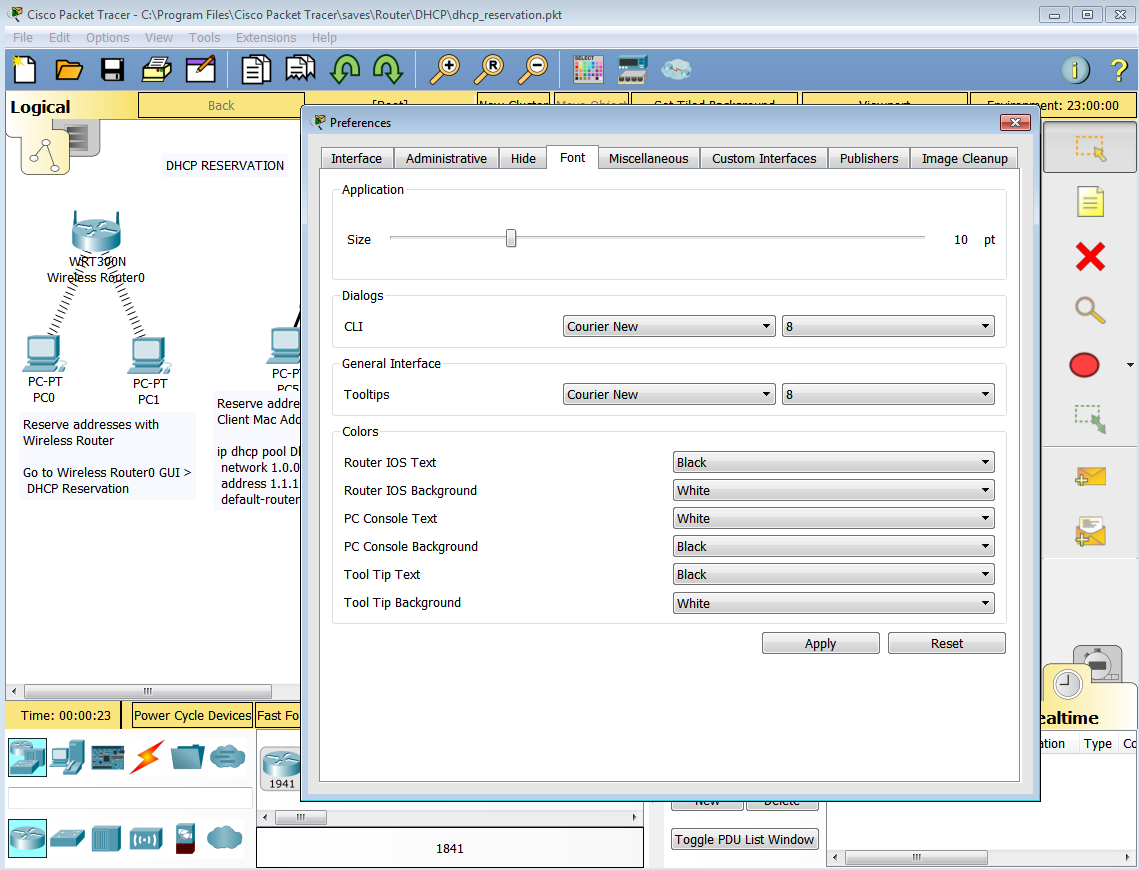 Cisco Packet Tracer - C:\Program Files\Cisco Packet Tracer\saves\Router\DHCP\dhcp_reservation.pkt
File Edit Options View Tools Extensions Help
Logical
Back
[Root]
New Cluster
Move Object
Set Tiled Background
Viewport
Environment: 23:00:00
DHCP RESERVATION
WRT300N
Wireless Router0
PC-PT
PC0
PC-PT
PC1
PC-PT
PC5
Reserve addresses with
Wireless Router
Go to Wireless Router0 GUI >
DHCP Reservation
Reserve addre
Client Mac Add
ip dhcp pool D
network 1.0.0
address 1.1.1
default-router
Preferences
Interface Administrative Hide Font Miscellaneous Custom Interfaces Publishers Image Cleanup
Application
Size 10 pt
Dialogs
CLI Courier New 8
General Interface
Tooltips Courier New 8
Colors
Router IOS Text Black
Router IOS Background White
PC Console Text White
PC Console Background Black
Tool Tip Text Black
Tool Tip Background White
Apply Reset
Time: 00:00:23
Power Cycle Devices
Fast Fo
ealtime
ation Type Co
1941
New Delete
Toggle PDU List Window
1841
SELECT